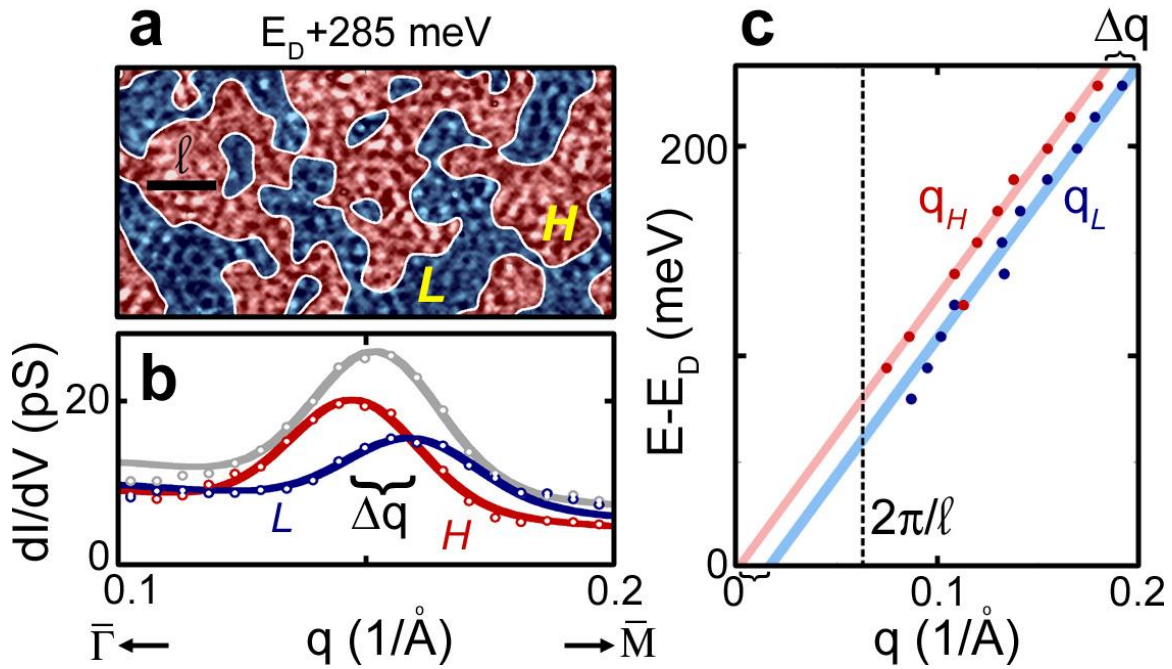 a
E_D+285 meV
ℓ
H
L
b
dI/dV (pS)
20
0
L
Δq
H
0.1
0.2
Γ̄ ←
q (1/Å)
→ M̄
c
Δq
E-E_D (meV)
200
0
q_H
q_L
2π/ℓ
0
0.1
0.2
q (1/Å)